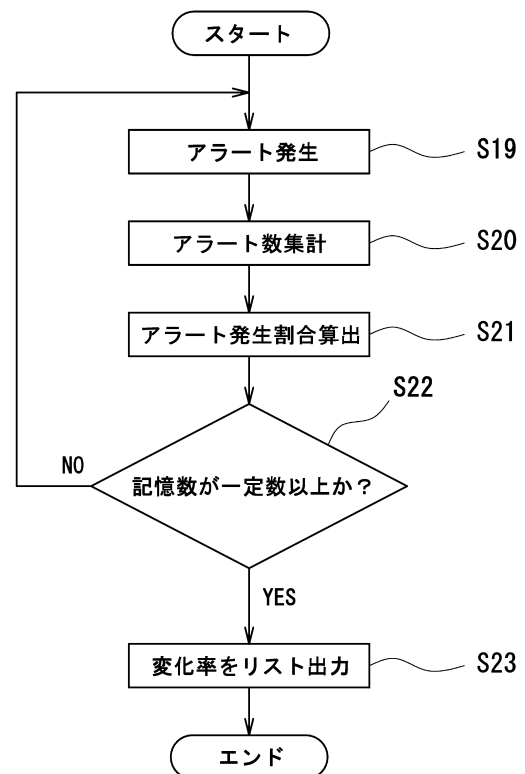 スタート
アラート発生
S19
アラート数集計
S20
アラート発生割合算出
S21
S22
記憶数が一定数以上か？
NO
YES
変化率をリスト出力
S23
エンド